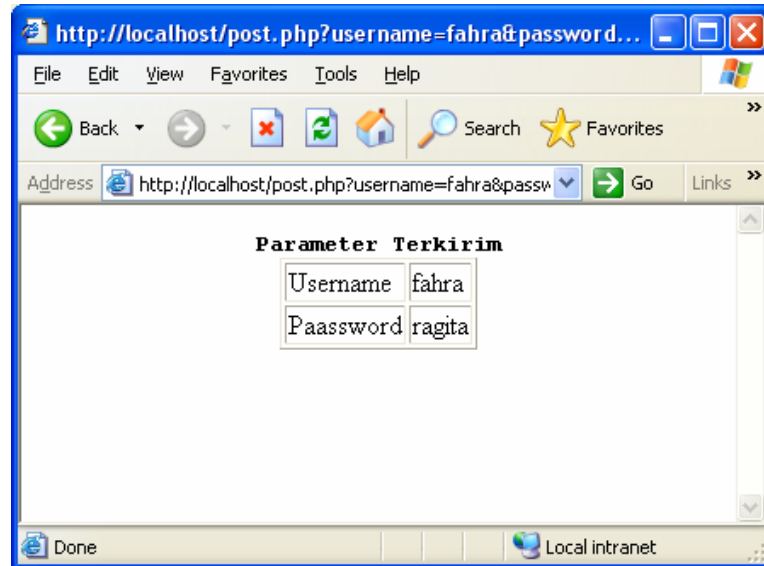 http://localhost/post.php?username=fahra&password...
File Edit View Favorites Tools Help
Back Search Favorites »
Address http://localhost/post.php?username=fahra&passw Go Links »
Parameter Terkirim
Username fahra
Paassword ragita
Done Local intranet